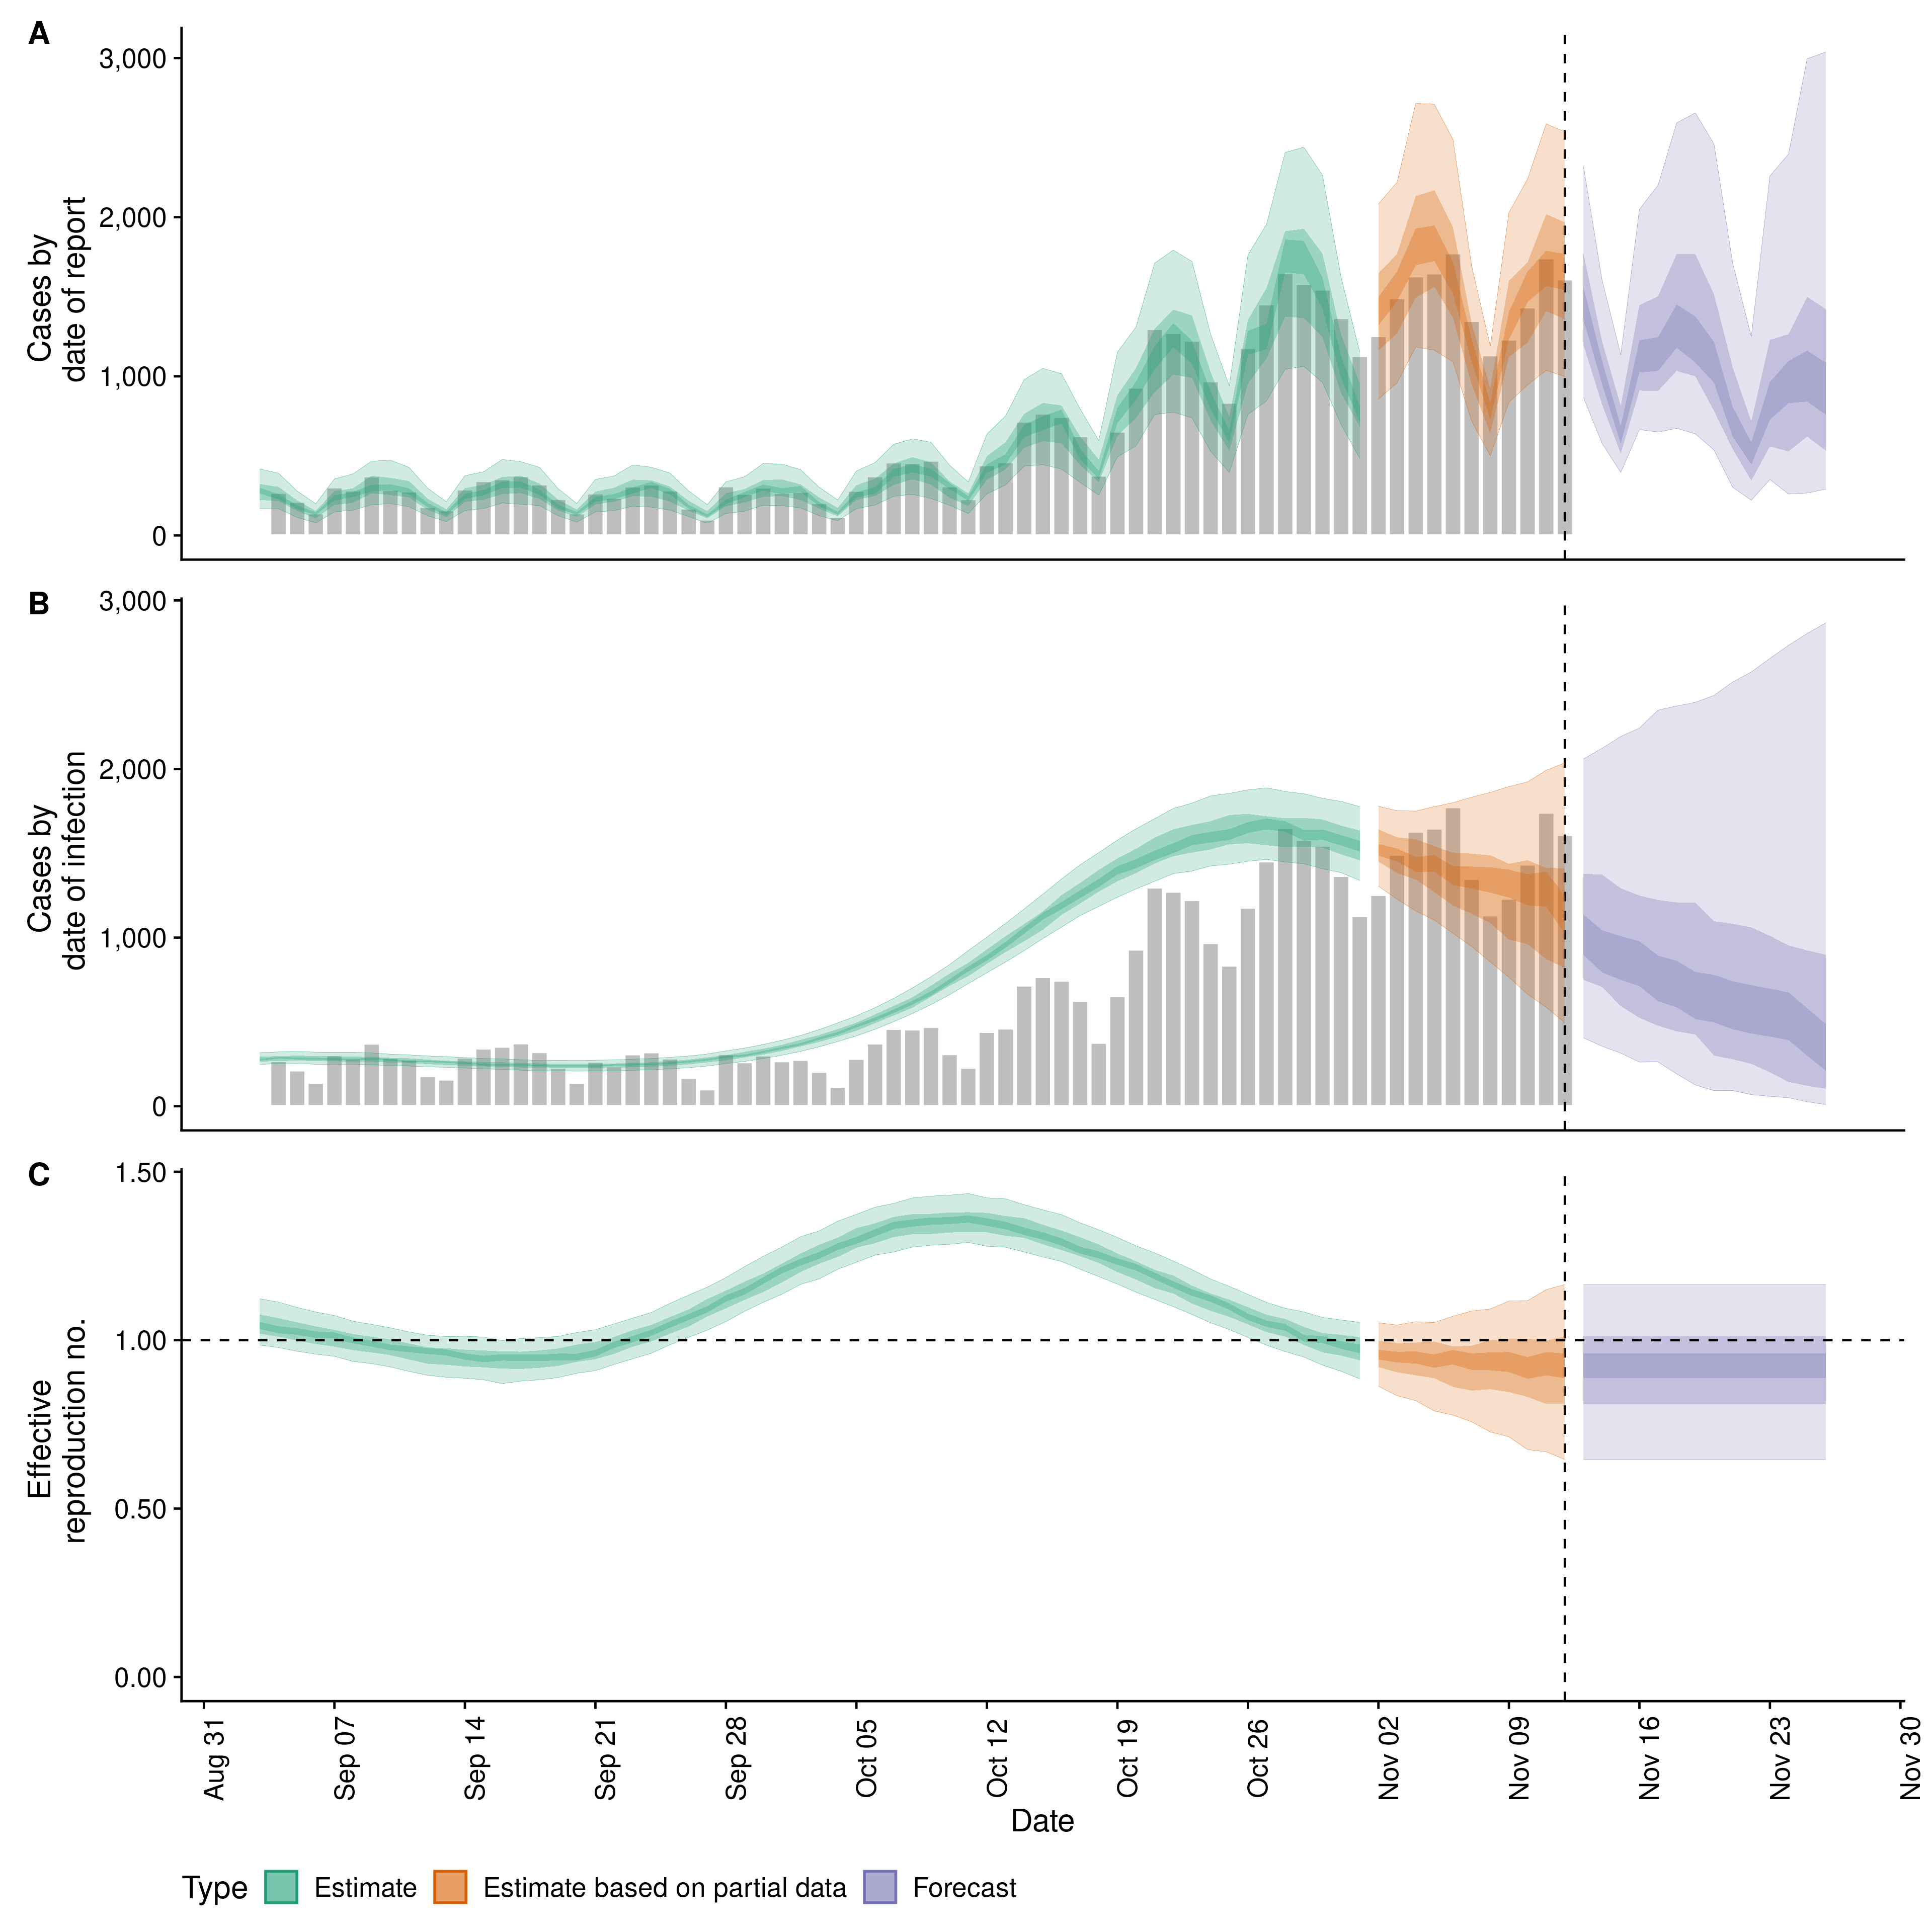 A
3,000
2,000
1,000
0
Cases by
date of report
B
3,000
2,000
1,000
0
Cases by
date of infection
C
1.50
1.00
0.50
0.00
Effective
reproduction no.
Aug 31
Sep 07
Sep 14
Sep 21
Sep 28
Oct 05
Oct 12
Oct 19
Oct 26
Nov 02
Nov 09
Nov 16
Nov 23
Nov 30
Date
Type Estimate Estimate based on partial data Forecast